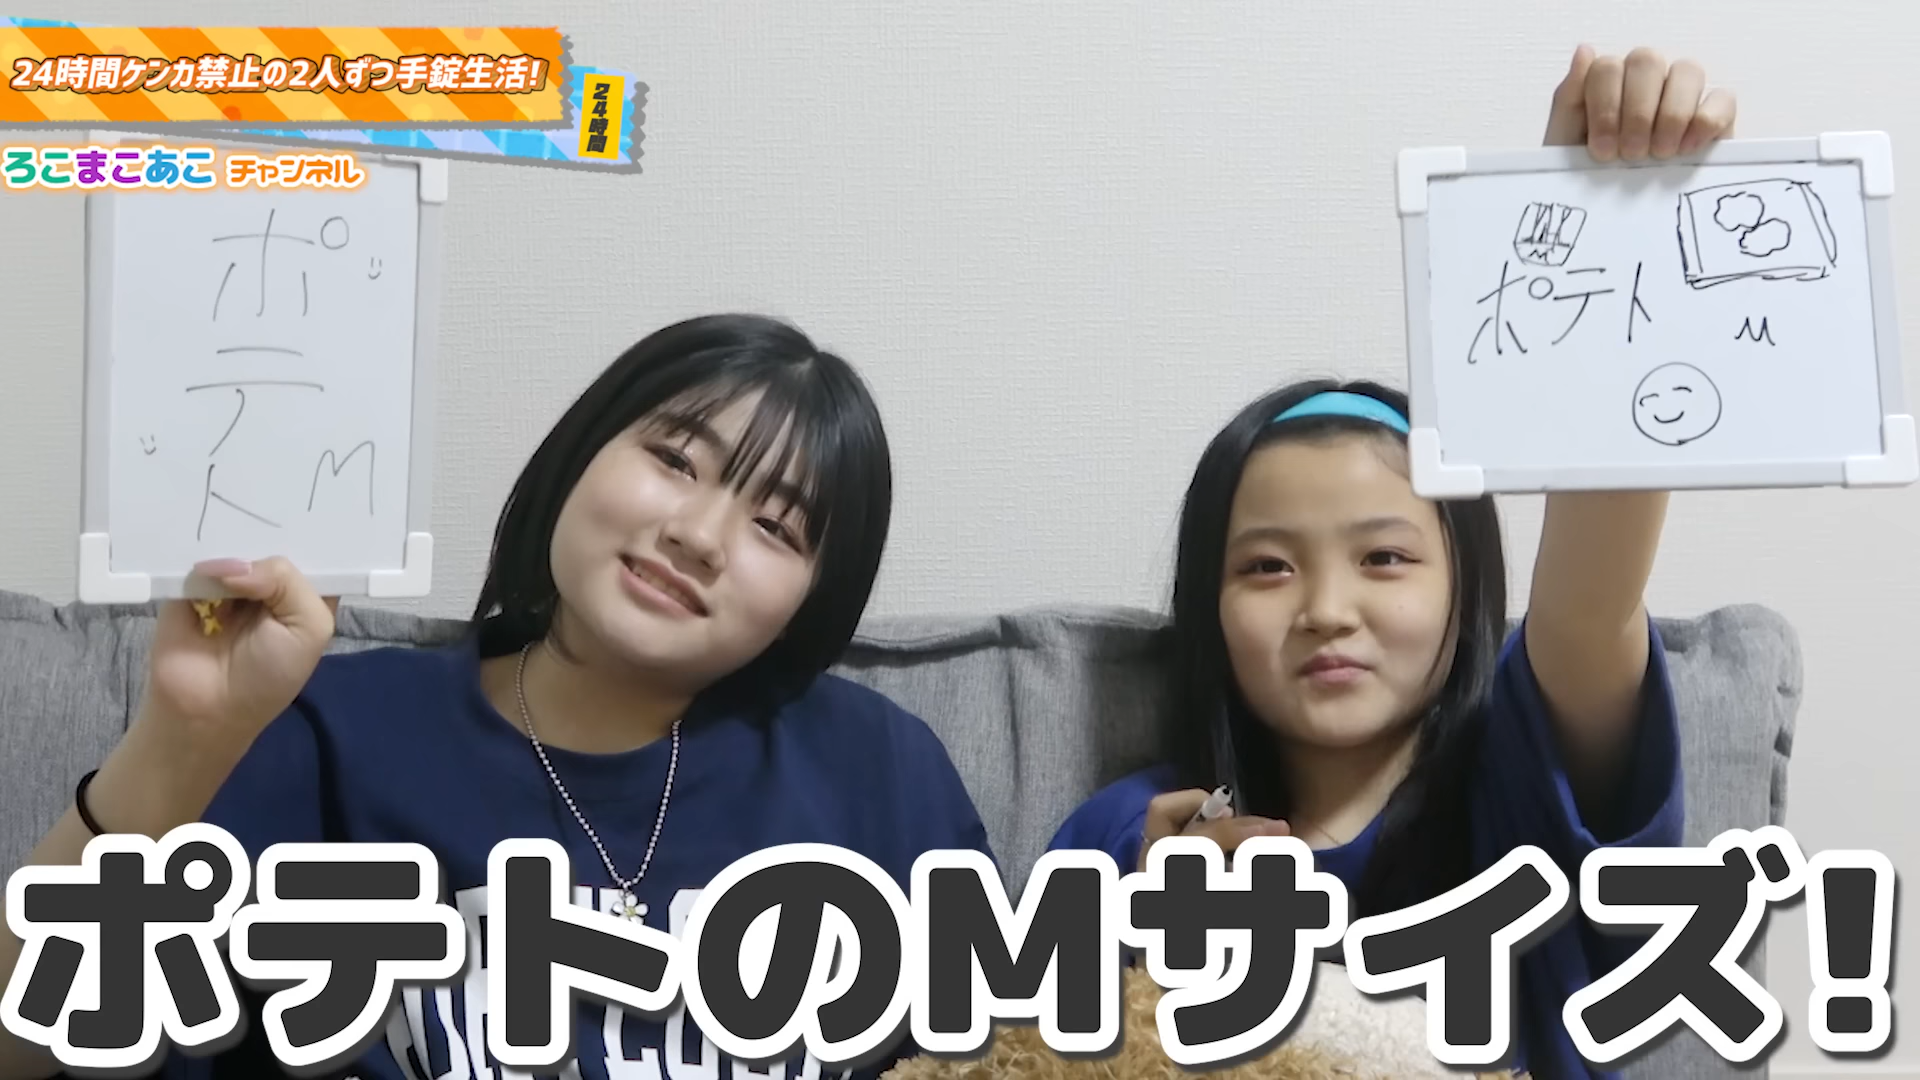 24時間ケンカ禁止の2人ずつ手錠生活!
24時間
ろこまこあこ チャンネル
ポテト M
ポテト
M
ポテトのMサイズ!